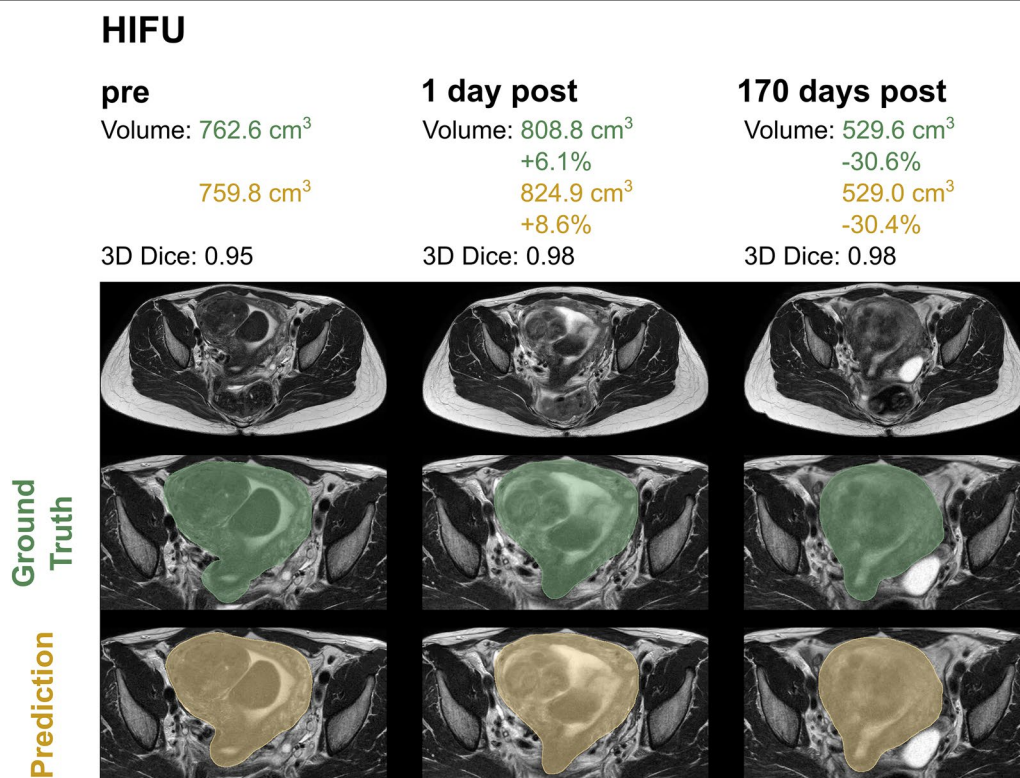 HIFU
pre
Volume: 762.6 cm³
759.8 cm³
3D Dice: 0.95
1 day post
Volume: 808.8 cm³
+6.1%
824.9 cm³
+8.6%
3D Dice: 0.98
170 days post
Volume: 529.6 cm³
-30.6%
529.0 cm³
-30.4%
3D Dice: 0.98
Ground
Truth
Prediction